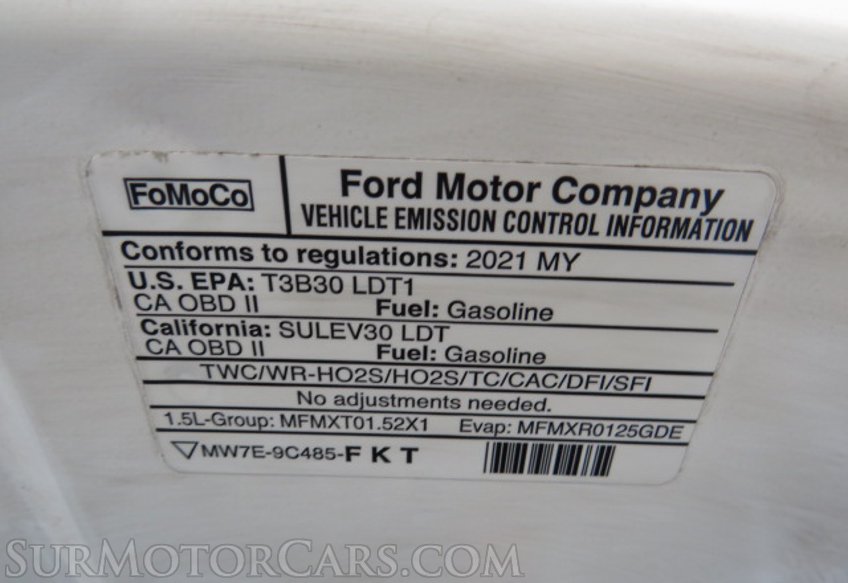 FoMoCo
Ford Motor Company
VEHICLE EMISSION CONTROL INFORMATION
Conforms to regulations: 2021 MY
U.S. EPA: T3B30 LDT1
CA OBD II Fuel: Gasoline
California: SULEV30 LDT
CA OBD II Fuel: Gasoline
TWC/WR-HO2S/HO2S/TC/CAC/DFI/SFI
No adjustments needed.
1.5L-Group: MFMXT01.52X1 Evap: MFMXR0125GDE
MW7E-9C485-F K T
SURMOTORCARS.COM